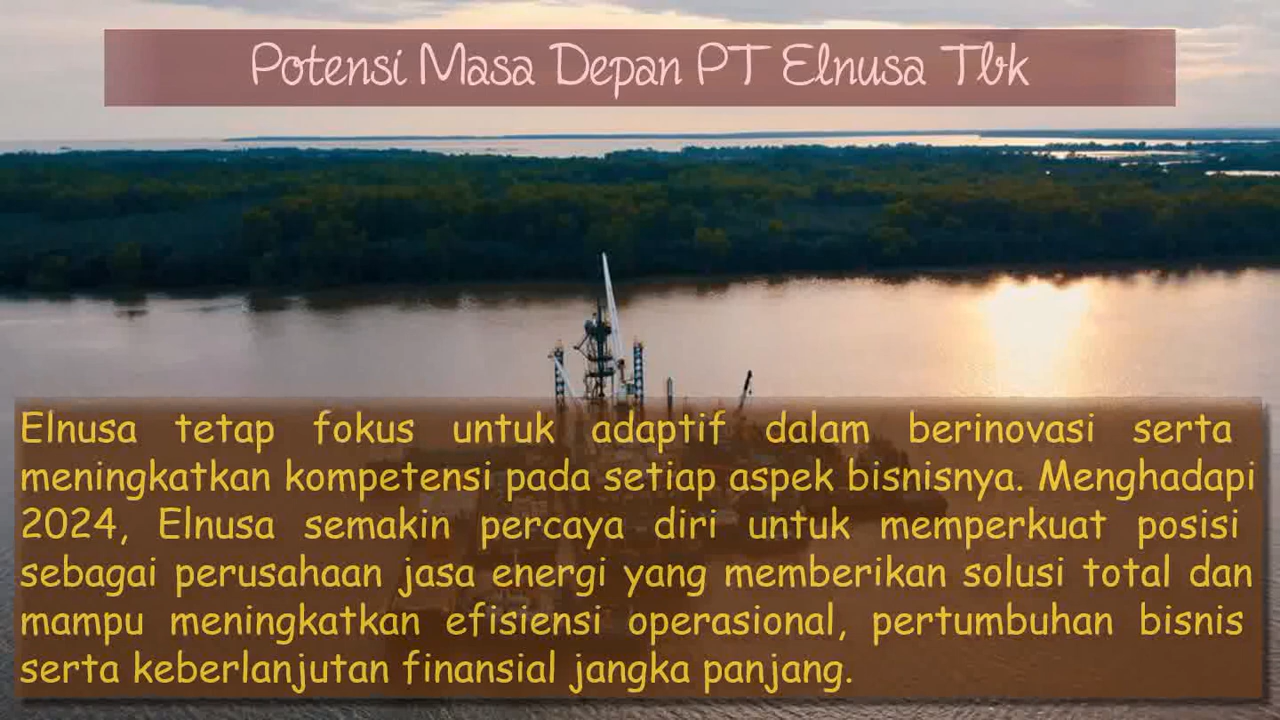 Potensi Masa Depan PT Elnusa Tbk
Elnusa tetap fokus untuk adaptif dalam berinovasi serta
meningkatkan kompetensi pada setiap aspek bisnisnya. Menghadapi
2024, Elnusa semakin percaya diri untuk memperkuat posisi
sebagai perusahaan jasa energi yang memberikan solusi total dan
mampu meningkatkan efisiensi operasional, pertumbuhan bisnis
serta keberlanjutan finansial jangka panjang.